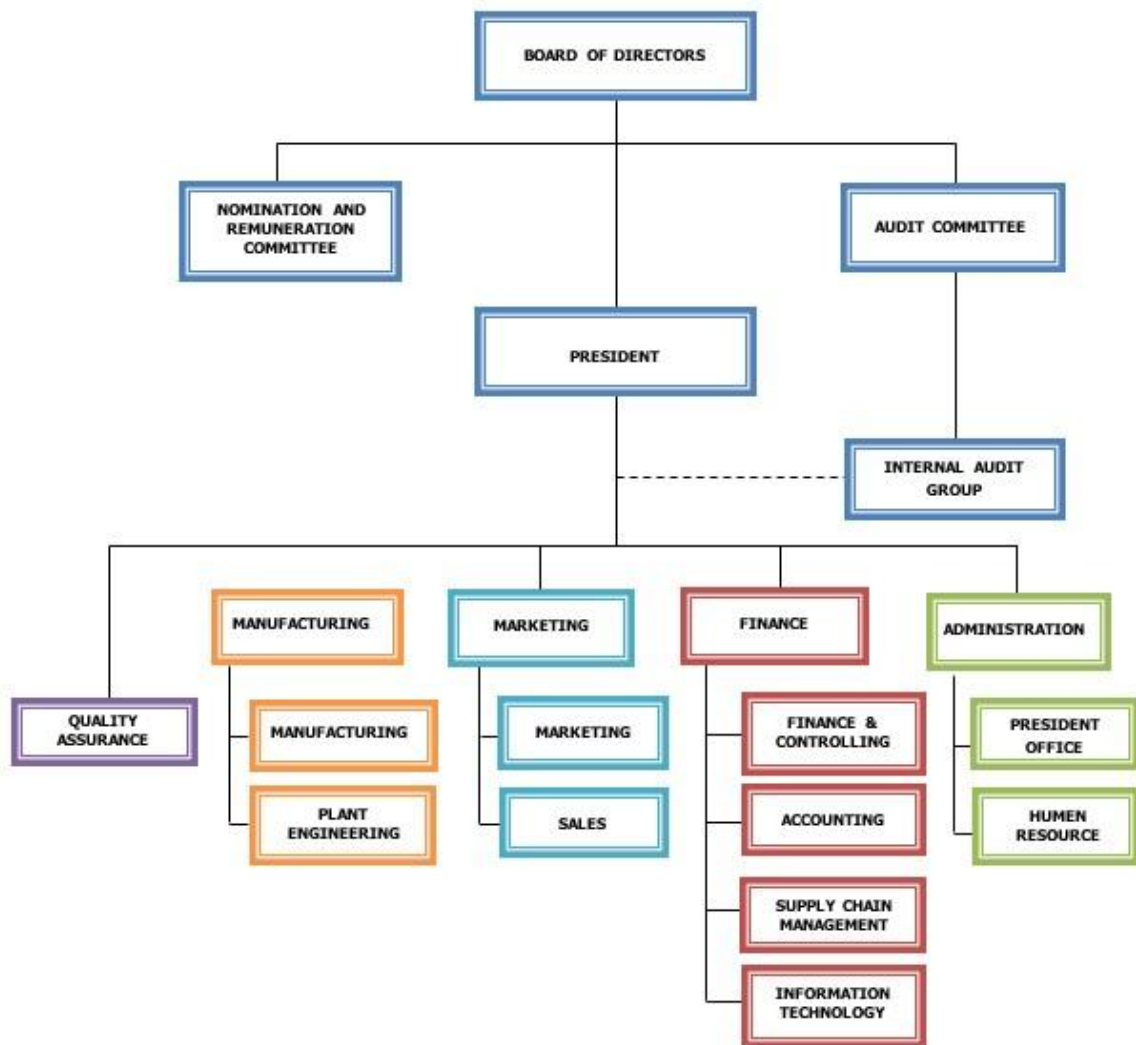 BOARD OF DIRECTORS
NOMINATION AND
REMUNERATION
COMMITTEE
AUDIT COMMITTEE
PRESIDENT
INTERNAL AUDIT
GROUP
MANUFACTURING
MARKETING
FINANCE
ADMINISTRATION
QUALITY
ASSURANCE
MANUFACTURING
MARKETING
FINANCE &
CONTROLLING
PRESIDENT
OFFICE
PLANT
ENGINEERING
SALES
ACCOUNTING
HUMEN
RESOURCE
SUPPLY CHAIN
MANAGEMENT
INFORMATION
TECHNOLOGY